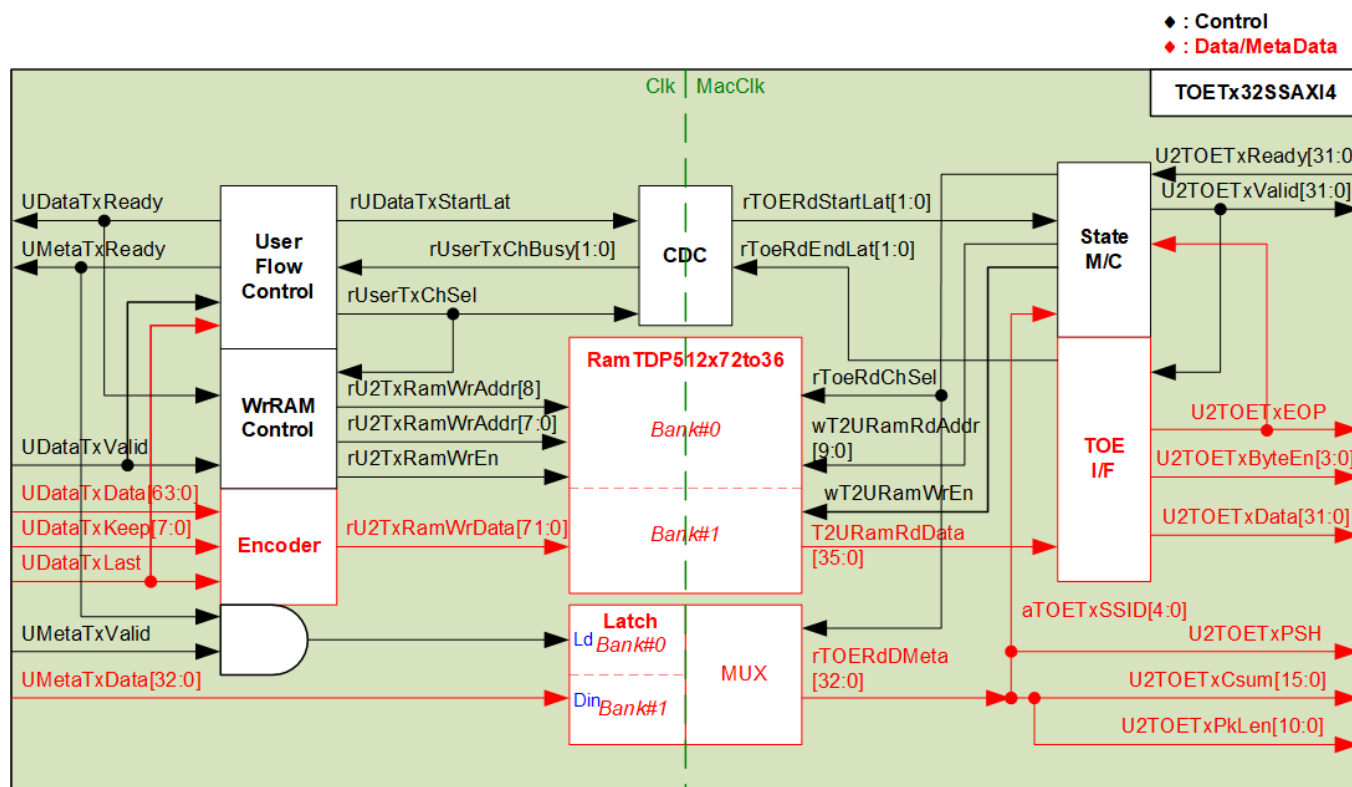 ♦ : Control
♦ : Data/MetaData
Clk
MacClk
TOETx32SSAXI4
U2TOETxReady[31:0]
UDataTxReady
rUDataTxStartLat
rTOERdStartLat[1:0]
U2TOETxValid[31:0]
UMetaTxReady
User
Flow
Control
rUserTxChBusy[1:0]
CDC
rToeRdEndLat[1:0]
State
M/C
rUserTxChSel
WrRAM
Control
RamTDP512x72to36
rU2TxRamWrAddr[8]
rToeRdChSel
rU2TxRamWrAddr[7:0]
Bank#0
wT2URamRdAddr
[9:0]
U2TOETxEOP
UDataTxValid
rU2TxRamWrEn
TOE
I/F
U2TOETxByteEn[3:0]
UDataTxData[63:0]
wT2URamWrEn
UDataTxKeep[7:0]
Encoder
rU2TxRamWrData[71:0]
Bank#1
T2URamRdData
[35:0]
U2TOETxData[31:0]
UDataTxLast
aTOETxSSID[4:0]
UMetaTxValid
Latch
Ld
Bank#0
U2TOETxPSH
UMetaTxData[32:0]
MUX
rTOERdDMeta
[32:0]
U2TOETxCsum[15:0]
Din
Bank#1
U2TOETxPkLen[10:0]